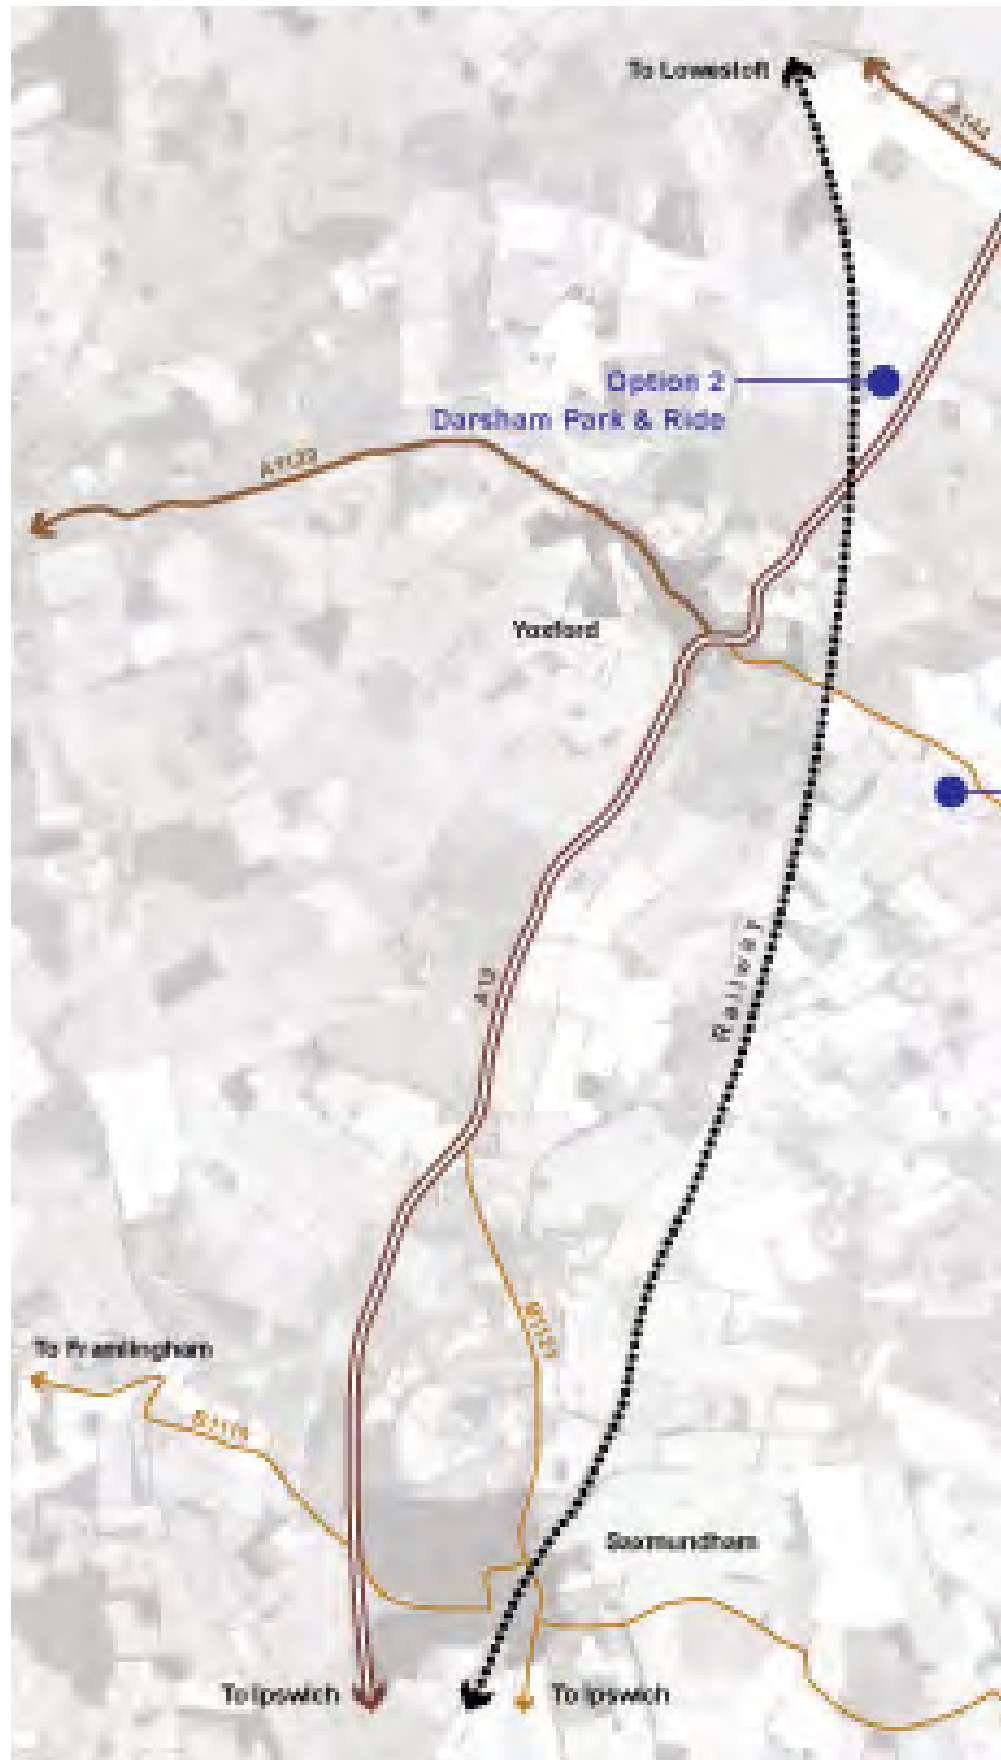 To Lowestoft
A144
Option 2
Darsham Park & Ride
A1120
Yoxford
A12
Railway
B1121
To Framlingham
B1119
Saxmundham
To Ipswich
To Ipswich